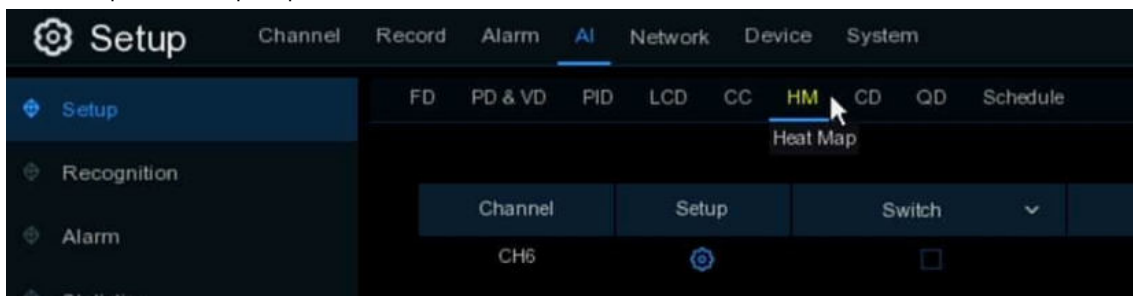 Setup Channel Record Alarm AI Network Device System
Setup FD PD & VD PID LCD CC HM CD QD Schedule
Heat Map
Recognition
Channel Setup Switch
Alarm
CH6